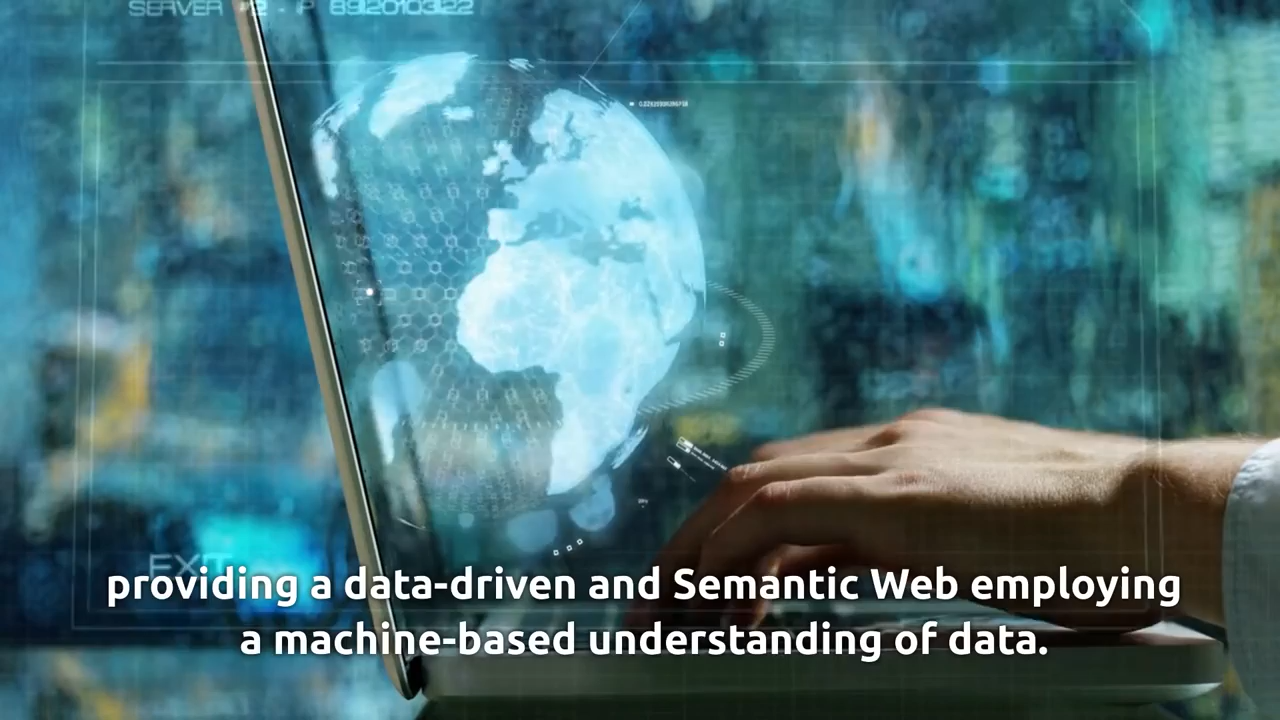 SERVER
EXIT
providing a data-driven and Semantic Web employing
a machine-based understanding of data.